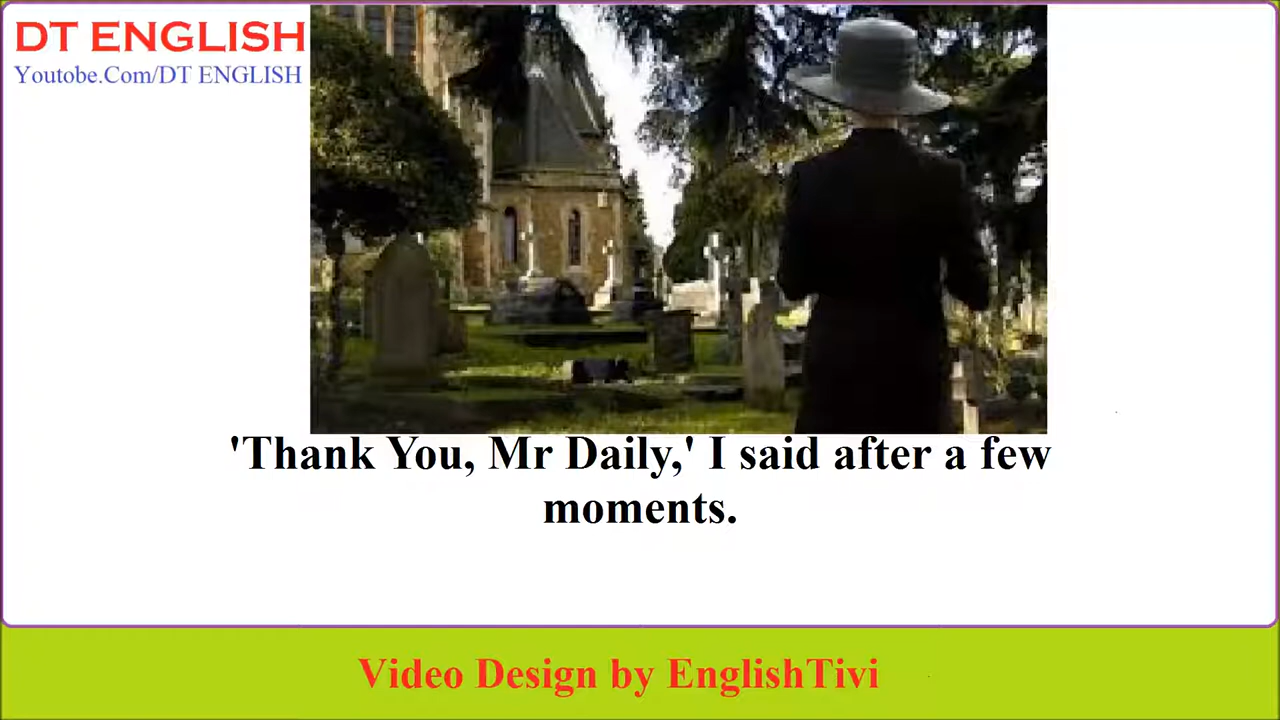 DT ENGLISH
Youtobe.Com/DT ENGLISH
'Thank You, Mr Daily,' I said after a few
moments.
Video Design by EnglishTivi